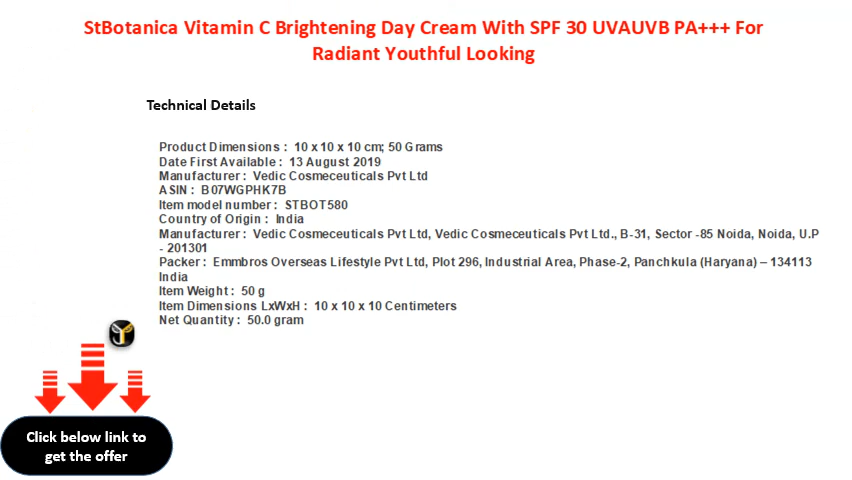 StBotanica Vitamin C Brightening Day Cream With SPF 30 UVAUVB PA+++ For
Radiant Youthful Looking
Technical Details
Product Dimensions : 10 x 10 x 10 cm; 50 Grams
Date First Available : 13 August 2019
Manufacturer : Vedic Cosmeceuticals Pvt Ltd
ASIN : B07WGPHK7B
Item model number : STBOT580
Country of Origin : India
Manufacturer : Vedic Cosmeceuticals Pvt Ltd, Vedic Cosmeceuticals Pvt Ltd., B-31, Sector -85 Noida, Noida, U.P
- 201301
Packer : Emmbros Overseas Lifestyle Pvt Ltd, Plot 296, Industrial Area, Phase-2, Panchkula (Haryana) – 134113
India
Item Weight : 50 g
Item Dimensions LxWxH : 10 x 10 x 10 Centimeters
Net Quantity : 50.0 gram
Click below link to
get the offer